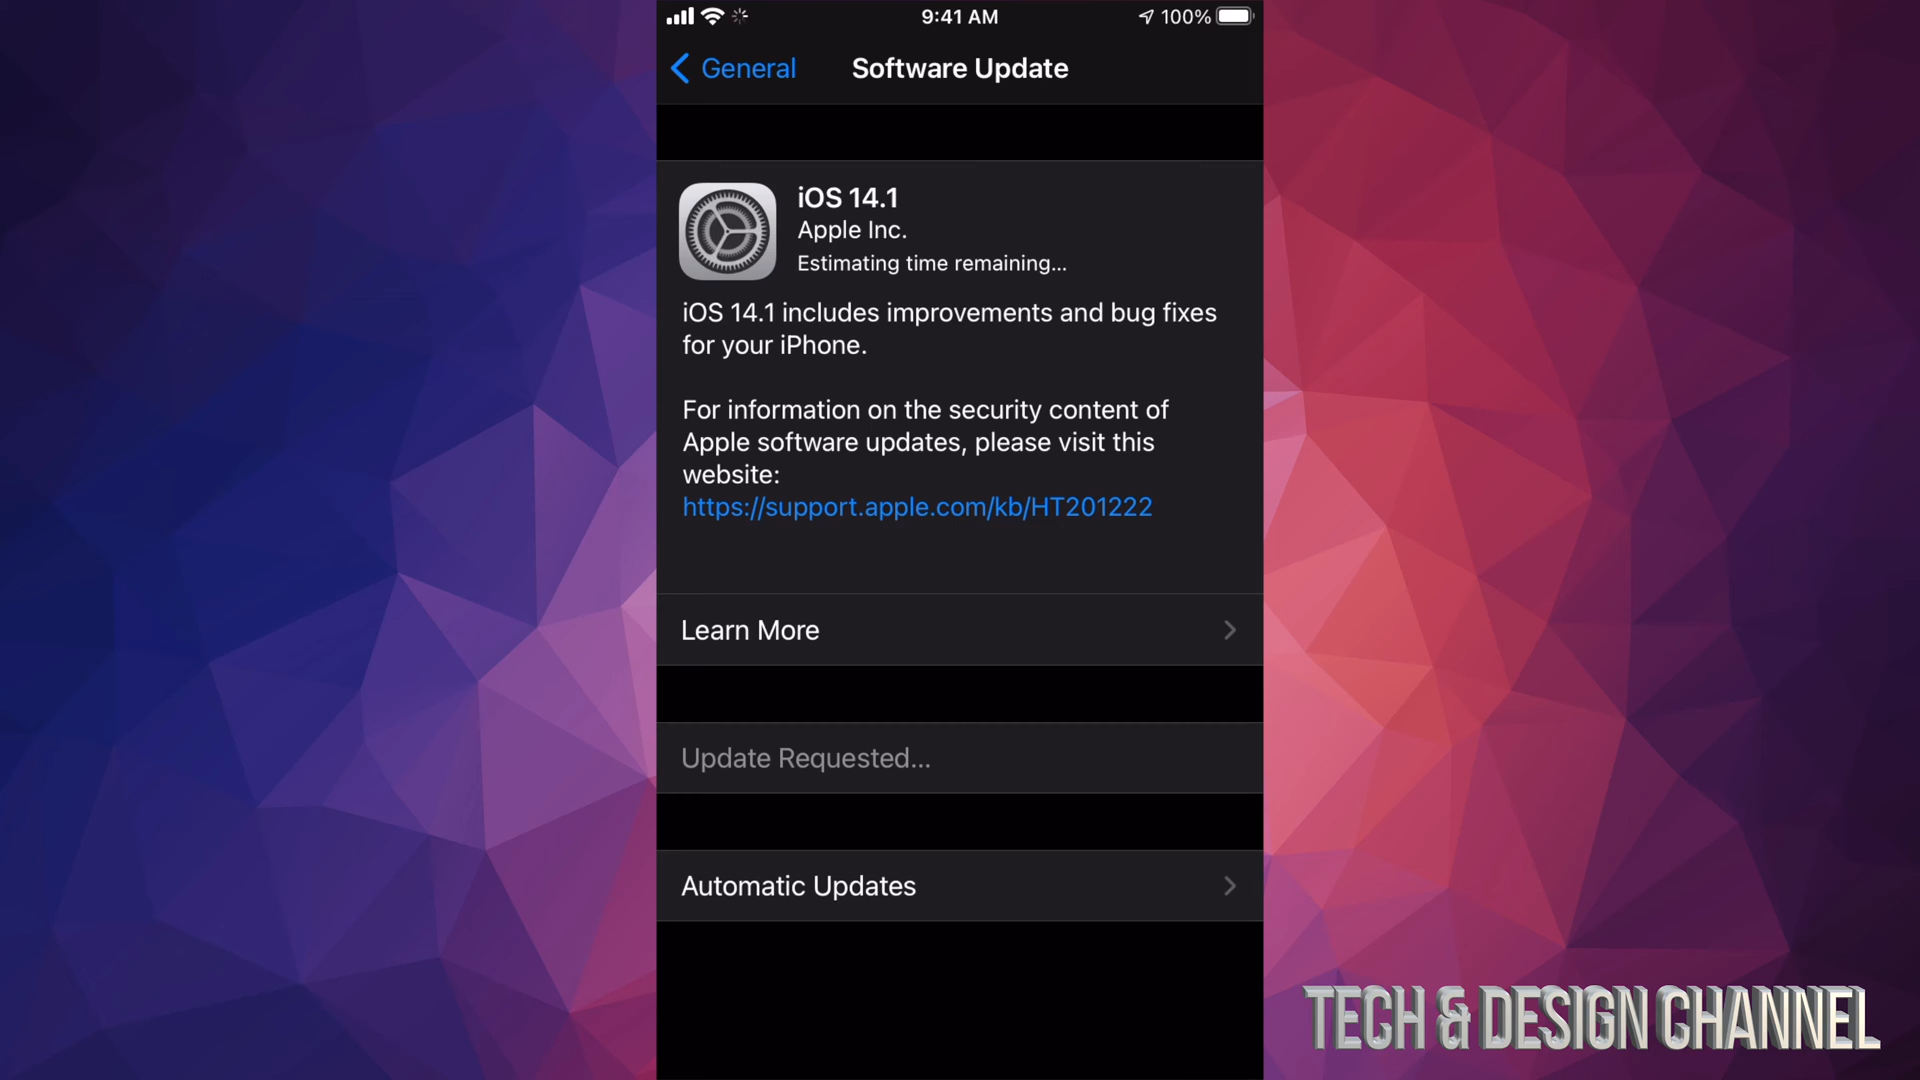 9:41 AM
100%
General
Software Update
iOS 14.1
Apple Inc.
Estimating time remaining...
iOS 14.1 includes improvements and bug fixes
for your iPhone.
For information on the security content of
Apple software updates, please visit this
website:
https://support.apple.com/kb/HT201222
Learn More
Update Requested...
Automatic Updates
TECH & DESIGN CHANNEL